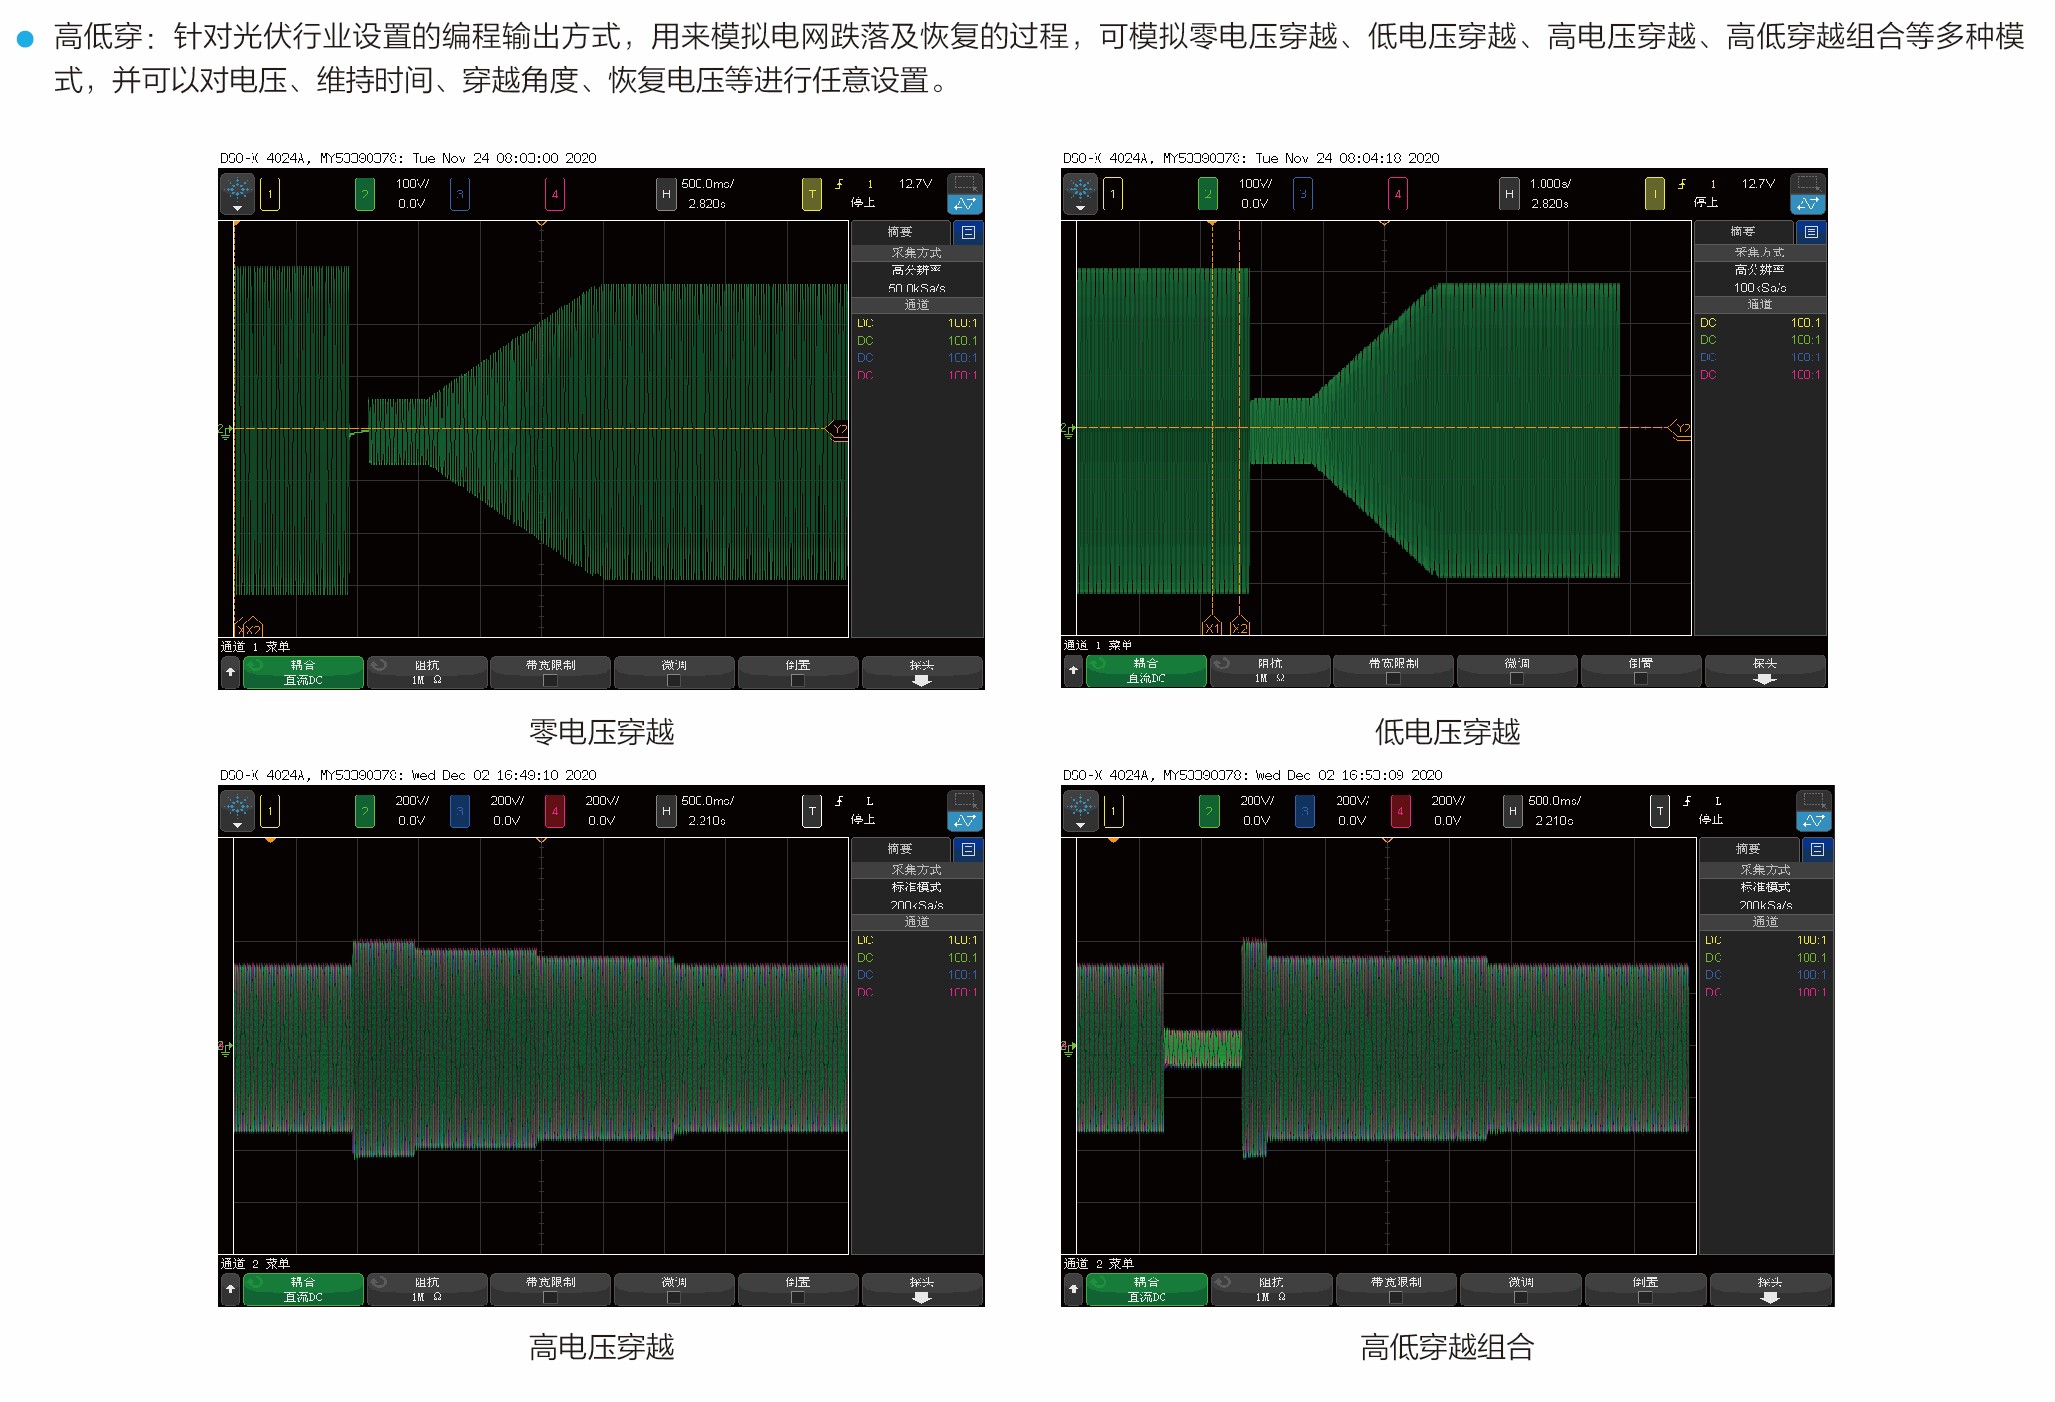 高低穿：针对光伏行业设置的编程输出方式，用来模拟电网跌落及恢复的过程，可模拟零电压穿越、低电压穿越、高电压穿越、高低穿越组合等多种模
式，并可以对电压、维持时间、穿越角度、恢复电压等进行任意设置。
Tue Nov 24 08:03:00 2020
1 2 100V/ 3 4 H 500.0ms/ T 1 12.7V
0.0V 2.820s 停止
摘要
采集方式
高分辨率
50.0kSa/s
通道
DC 100:1
DC 100:1
DC 100:1
DC 100:1
Y2
X2
通道 1 菜单
耦合 阻抗 带宽限制 微调 倒置 探头
直流DC 1M Ω
零电压穿越
Tue Nov 24 08:04:18 2020
1 2 100V/ 3 4 H 1.000s/ 1 12.7V
0.0V 2.820s 停止
摘要
采集方式
高分辨率
100kSa/s
通道
DC 100:1
DC 100:1
DC 100:1
DC 100:1
Y2
X1 X2
通道 1 菜单
耦合 阻抗 带宽限制 微调 倒置 探头
直流DC 1M Ω
低电压穿越
Wed Dec 02 16:49:10 2020
1 2 200V/ 3 200V/ 4 200V/ H 500.0ms/ T L
0.0V 0.0V 0.0V 2.210s 停止
摘要
采集方式
标准模式
200kSa/s
通道
DC 100:1
DC 100:1
DC 100:1
DC 100:1
通道 2 菜单
耦合 阻抗 带宽限制 微调 倒置 探头
直流DC 1M Ω
高电压穿越
Wed Dec 02 16:53:09 2020
1 2 200V/ 3 200V/ 4 200V/ H 500.0ms/ T L
0.0V 0.0V 0.0V 2.210s 停止
摘要
采集方式
标准模式
200kSa/s
通道
DC 100:1
DC 100:1
DC 100:1
DC 100:1
通道 2 菜单
耦合 阻抗 带宽限制 微调 倒置 探头
直流DC 1M Ω
高低穿越组合